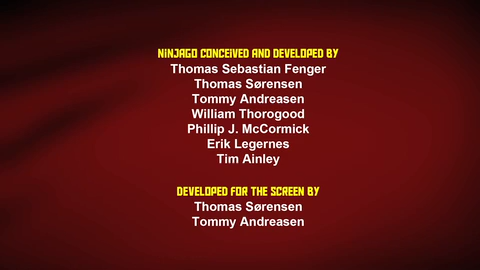 NINJAGO CONCEIVED AND DEVELOPED BY
Thomas Sebastian Fenger
Thomas Sørensen
Tommy Andreasen
William Thorogood
Phillip J. McCormick
Erik Legernes
Tim Ainley
DEVELOPED FOR THE SCREEN BY
Thomas Sørensen
Tommy Andreasen